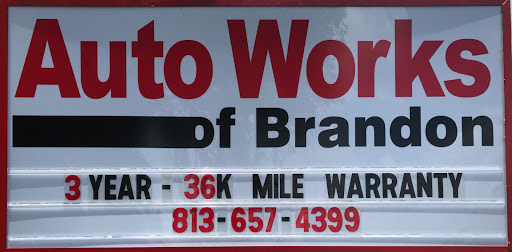 Auto Works
of Brandon
3 YEAR - 36K MILE WARRANTY
813-657-4399